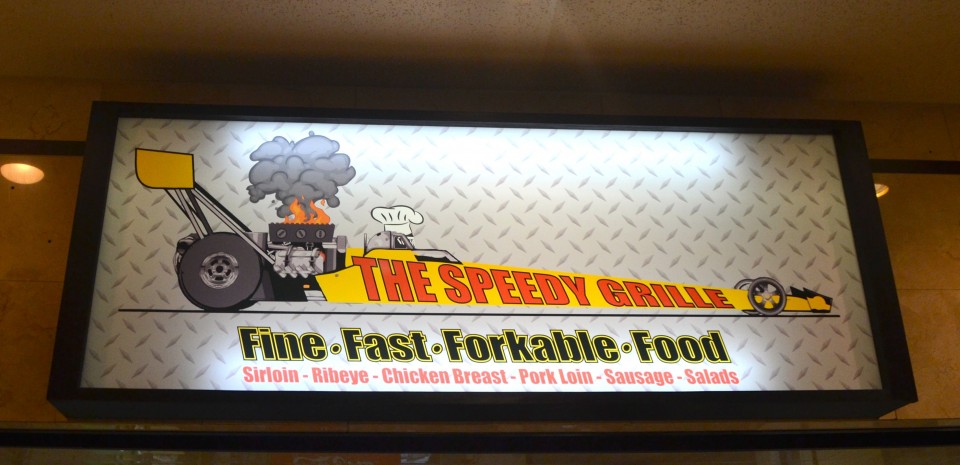 THE SPEEDY GRILLE
Fine · Fast · Forkable · Food
Sirloin - Ribeye - Chicken Breast - Pork Loin - Sausage - Salads